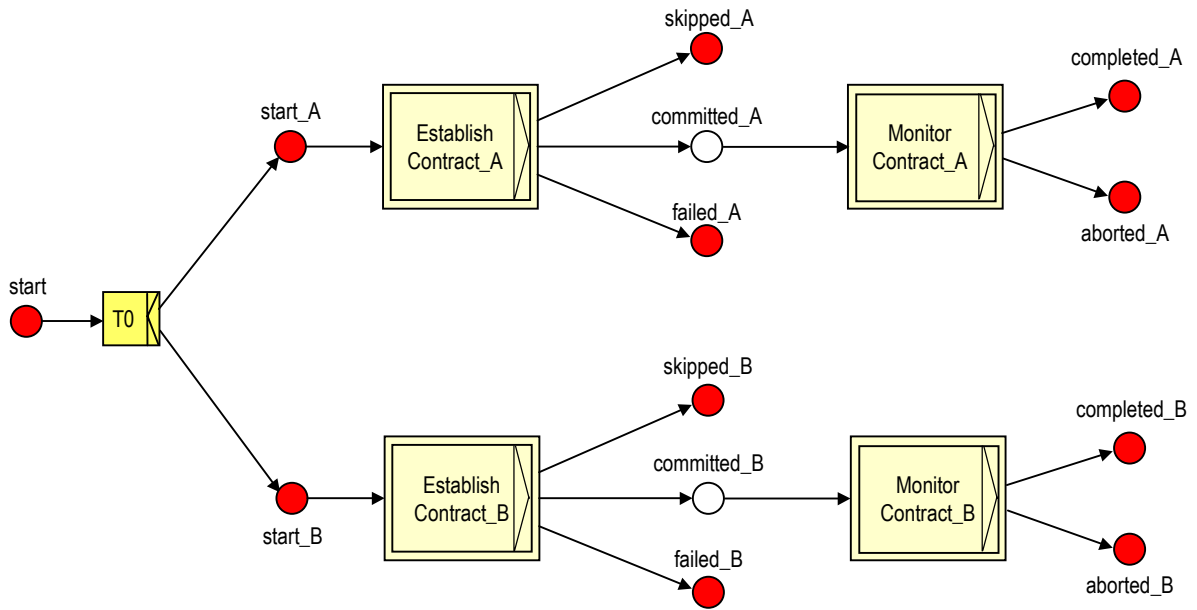 skipped_A
completed_A
start_A
Establish
Contract_A
committed_A
Monitor
Contract_A
failed_A
aborted_A
start
T0
skipped_B
completed_B
Establish
Contract_B
committed_B
Monitor
Contract_B
start_B
failed_B
aborted_B